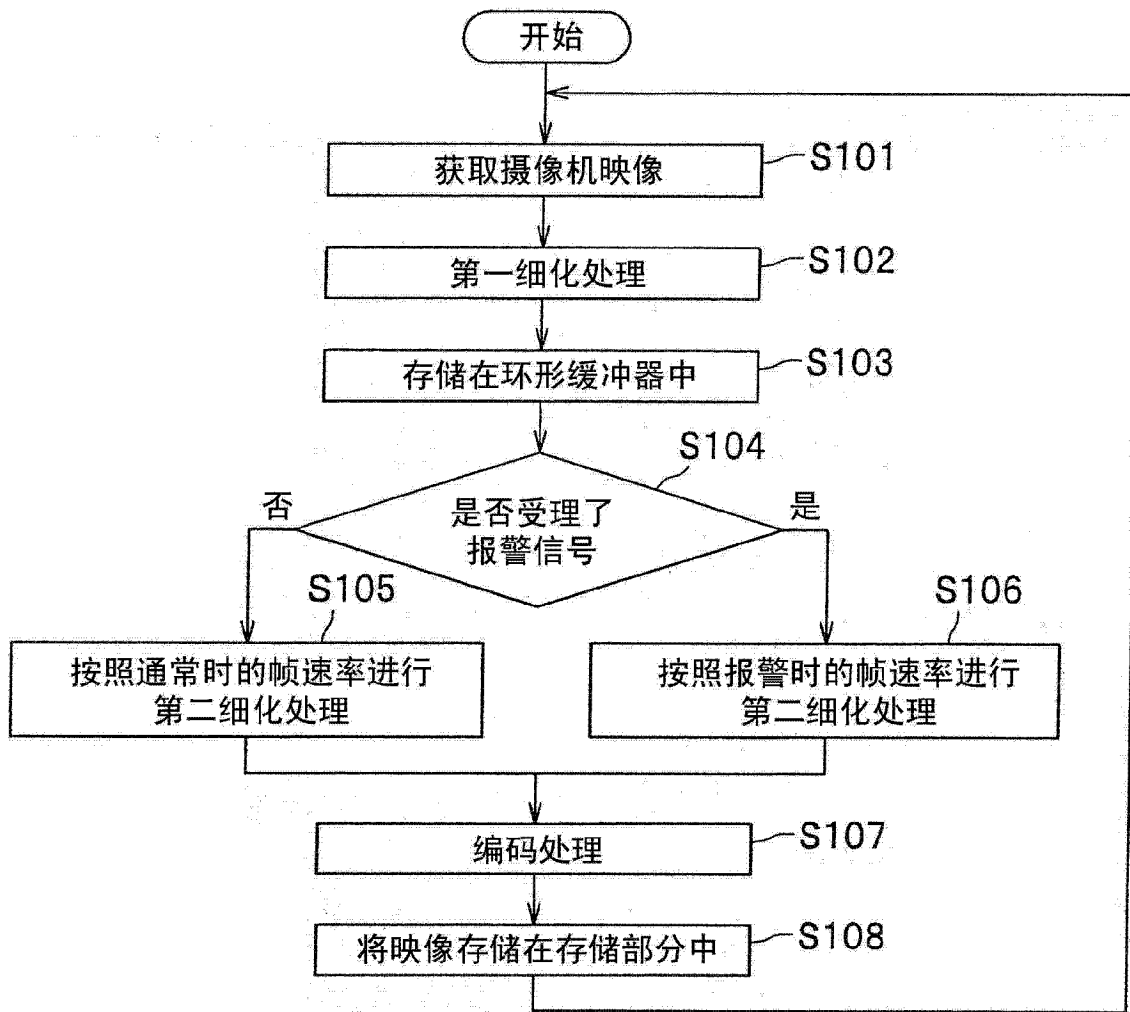 开始
获取摄像机映像
S101
第一细化处理
S102
存储在环形缓冲器中
S103
S104
是否受理了
报警信号
否
是
S105
按照通常时的帧速率进行
第二细化处理
S106
按照报警时的帧速率进行
第二细化处理
编码处理
S107
将映像存储在存储部分中
S108